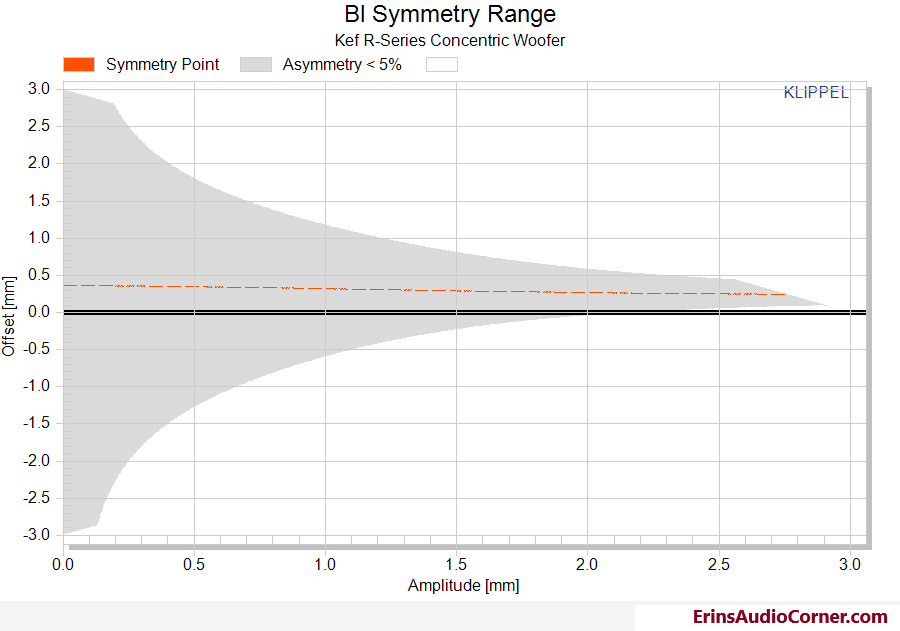 Bl Symmetry Range
Kef R-Series Concentric Woofer
Symmetry Point Asymmetry < 5%
KLIPPEL
3.0
2.5
2.0
1.5
1.0
0.5
0.0
-0.5
-1.0
-1.5
-2.0
-2.5
-3.0
Offset [mm]
0.0 0.5 1.0 1.5 2.0 2.5 3.0
Amplitude [mm]
ErinsAudioCorner.com